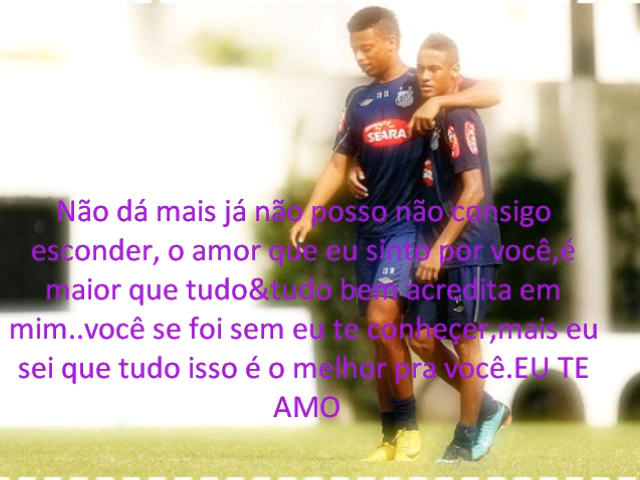 33
SEARA
Não dá mais já não posso não consigo
esconder, o amor que eu sinto por você,é
maior que tudo&tudo bem acredita em
mim..você se foi sem eu te conheçer,mais eu
sei que tudo isso é o melhor pra você.EU TE
AMO